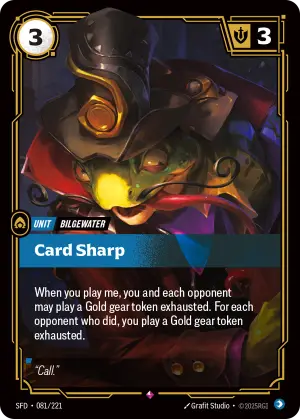 3
3
UNIT BILGEWATER
Card Sharp
When you play me, you and each opponent
may play a Gold gear token exhausted. For each
opponent who did, you play a Gold gear token
exhausted.
"Call."
SFD • 081/221
Grafit Studio • ©2025RGI